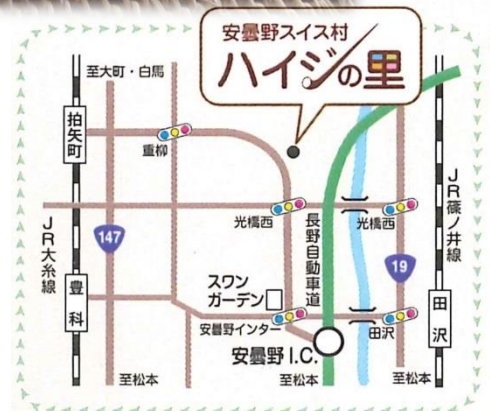 安曇野スイス村
ハイジの里
至大町・白馬
拍矢町
重柳
光橋西
光橋西
JR篠ノ井線
JR大糸線
147
長野自動車道
19
スワン
ガーデン
豊科
安曇野インター
田沢
田沢
安曇野 I.C.
至松本
至松本
至松本